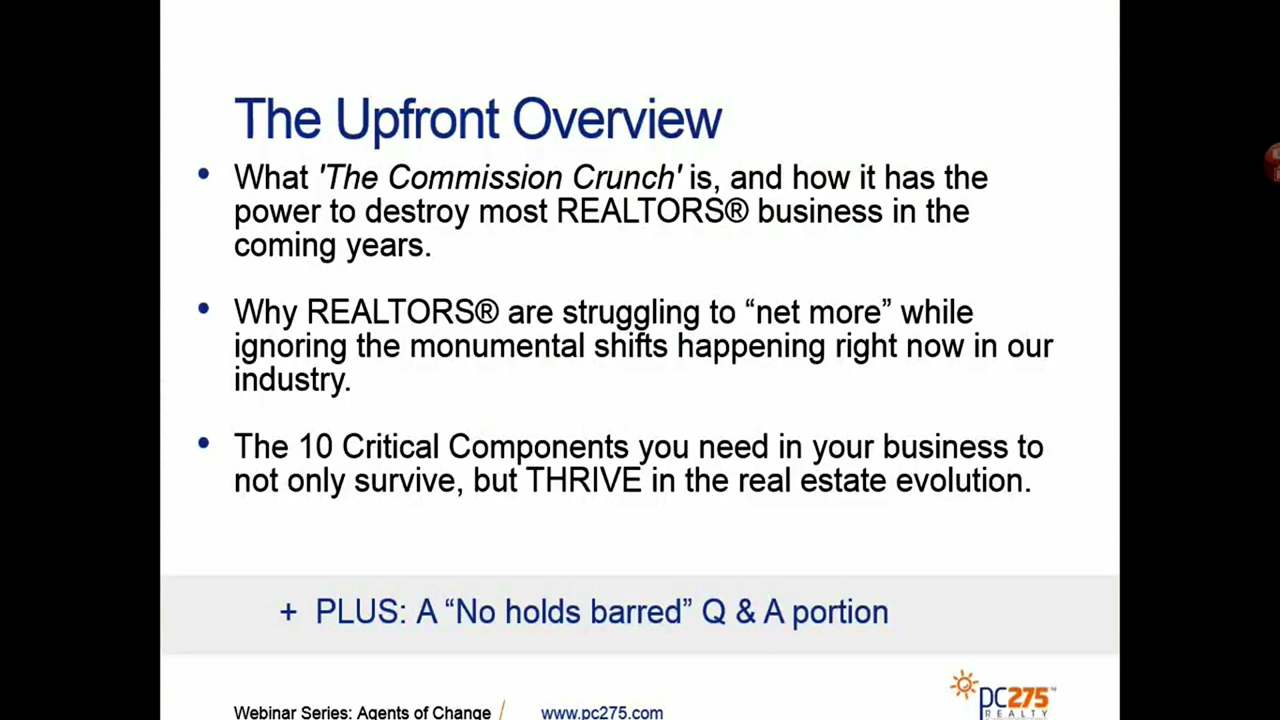 The Upfront Overview
• What 'The Commission Crunch' is, and how it has the
power to destroy most REALTORS® business in the
coming years.
• Why REALTORS® are struggling to “net more” while
ignoring the monumental shifts happening right now in our
industry.
• The 10 Critical Components you need in your business to
not only survive, but THRIVE in the real estate evolution.
+ PLUS: A “No holds barred” Q & A portion
Webinar Series: Agents of Change / www.pc275.com
pc275™
REALTY